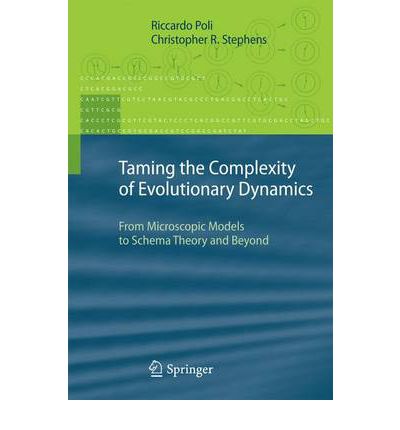 Riccardo Poli
Christopher R. Stephens
Taming the Complexity
of Evolutionary Dynamics
From Microscopic Models
to Schema Theory and Beyond
Springer